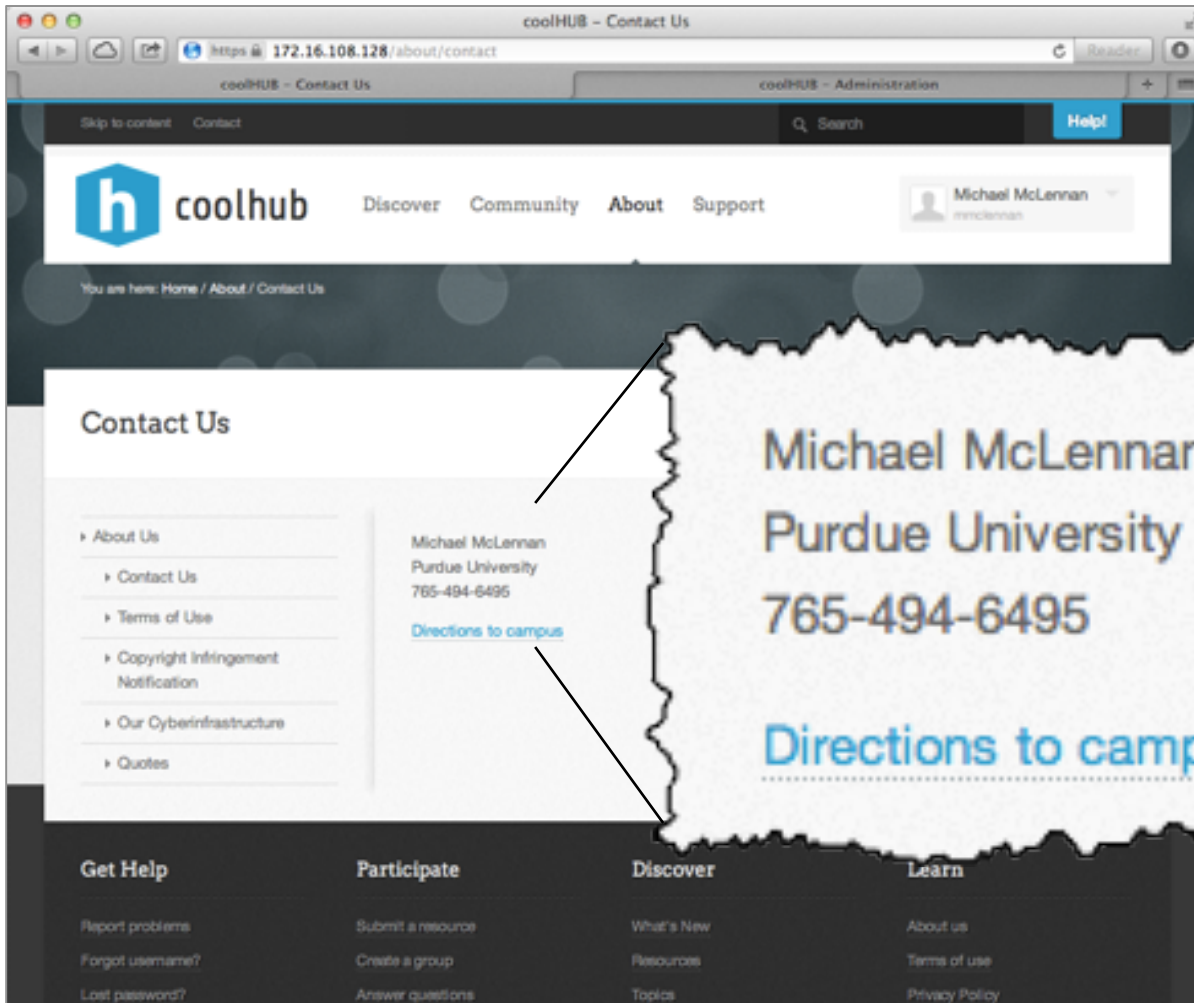 coolHUB – Contact Us
https 172.16.108.128/about/contact
Reader
coolHUB – Contact Us
coolHUB – Administration
+
Skip to content
Contact
Search
Help!
h coolhub
Discover
Community
About
Support
Michael McLennan
mmclennan
You are here: Home / About / Contact Us
Contact Us
About Us
Contact Us
Terms of Use
Copyright Infringement
Notification
Our Cyberinfrastructure
Quotes
Michael McLennan
Purdue University
765-494-6495
Directions to campus
Michael McLennan
Purdue University
765-494-6495
Directions to camp
Get Help
Participate
Discover
Learn
Report problems
Submit a resource
What's New
About us
Forgot username?
Create a group
Resources
Terms of use
Lost password?
Answer questions
Topics
Privacy Policy